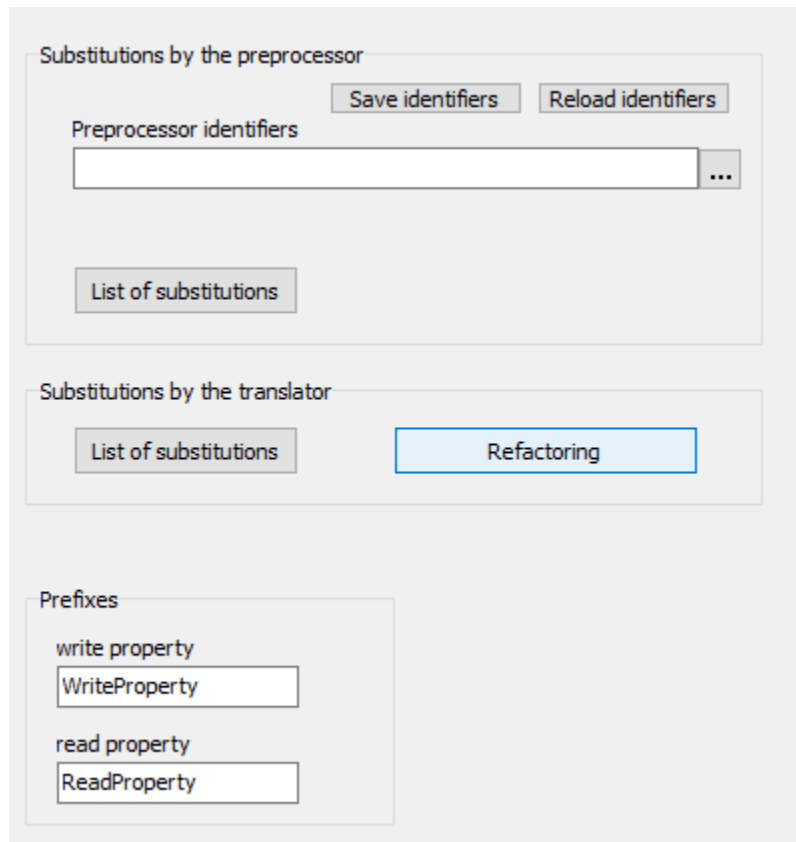 Substitutions by the preprocessor
Save identifiers Reload identifiers
Preprocessor identifiers
...
List of substitutions
Substitutions by the translator
List of substitutions Refactoring
Prefixes
write property
WriteProperty
read property
ReadProperty